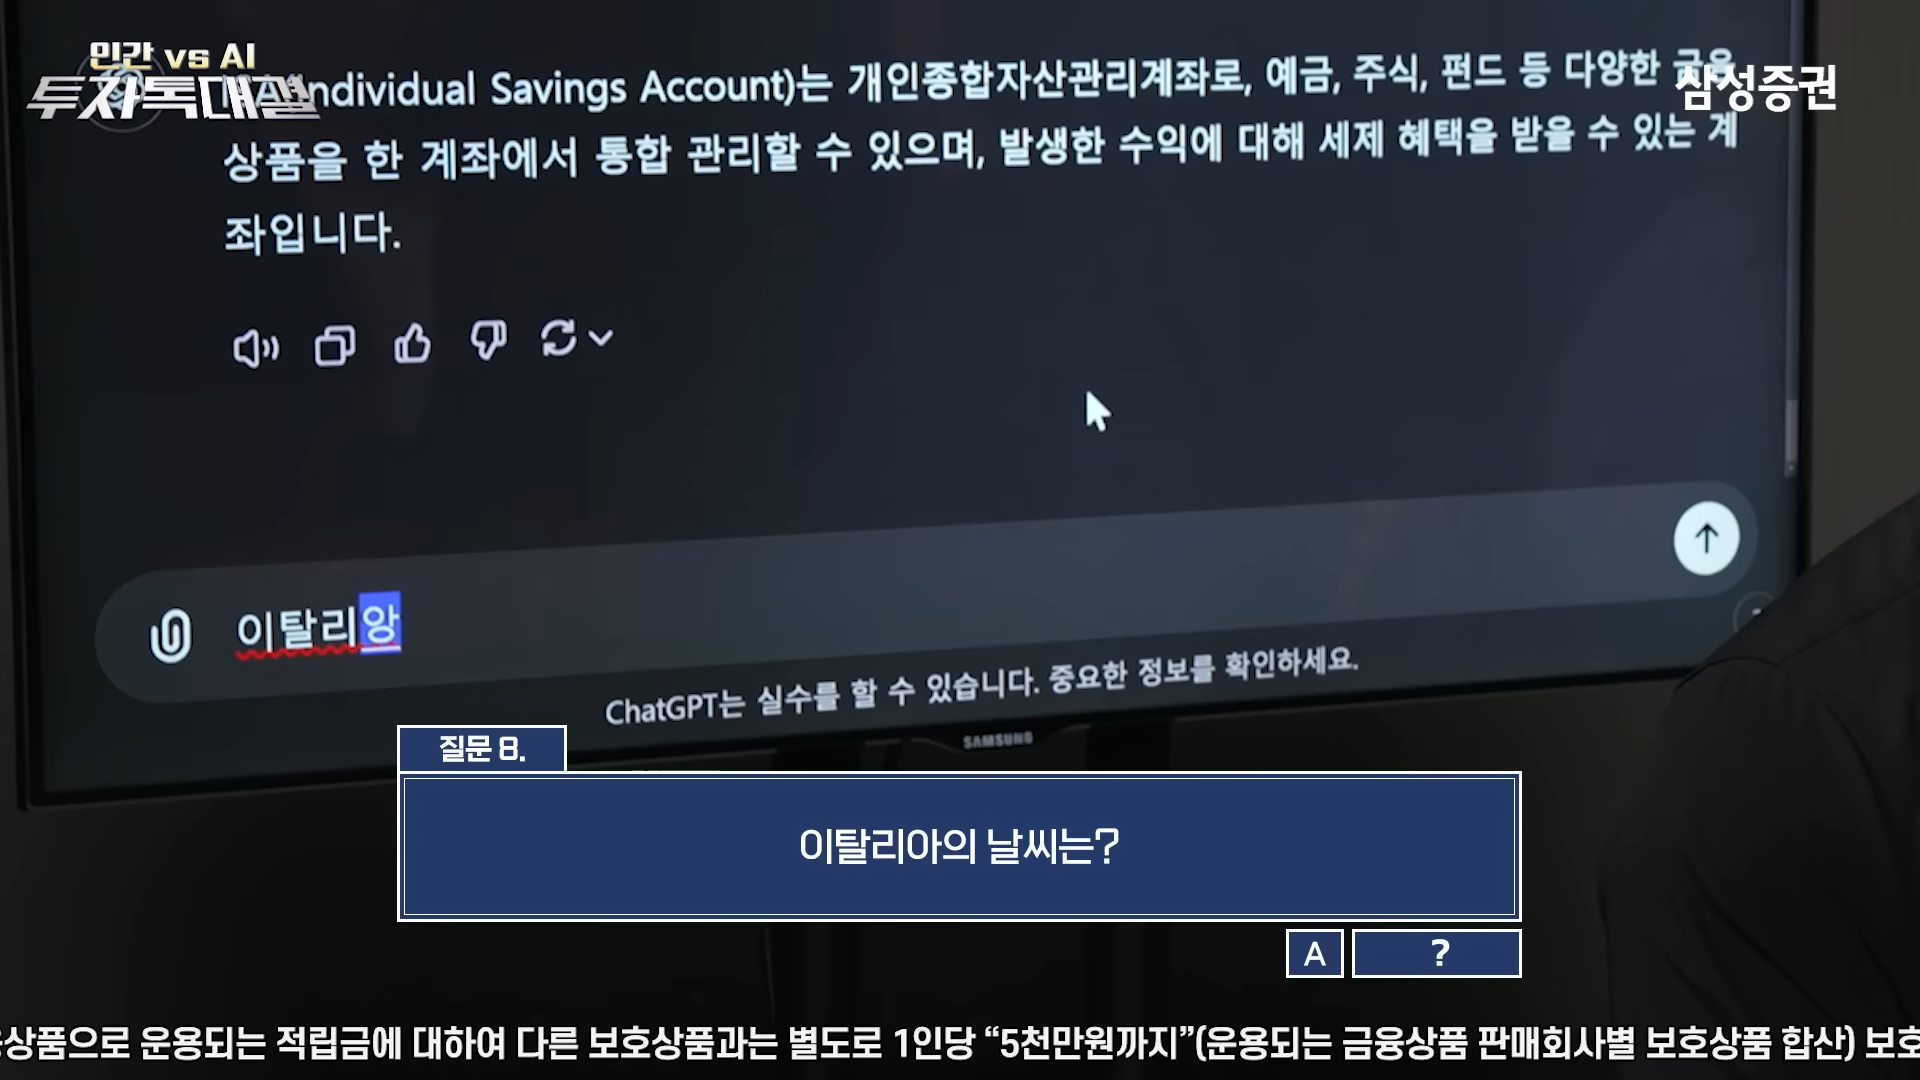 인간 vs AI
투자톡대결
삼성증권
Individual Savings Account)는 개인종합자산관리계좌로, 예금, 주식, 펀드 등 다양한 금융
상품을 한 계좌에서 통합 관리할 수 있으며, 발생한 수익에 대해 세제 혜택을 받을 수 있는 계
좌입니다.
이탈리앙
ChatGPT는 실수를 할 수 있습니다. 중요한 정보를 확인하세요.
SAMSUNG
질문 8.
이탈리아의 날씨는?
A ?
상품으로 운용되는 적립금에 대하여 다른 보호상품과는 별도로 1인당 “5천만원까지”(운용되는 금융상품 판매회사별 보호상품 합산) 보호